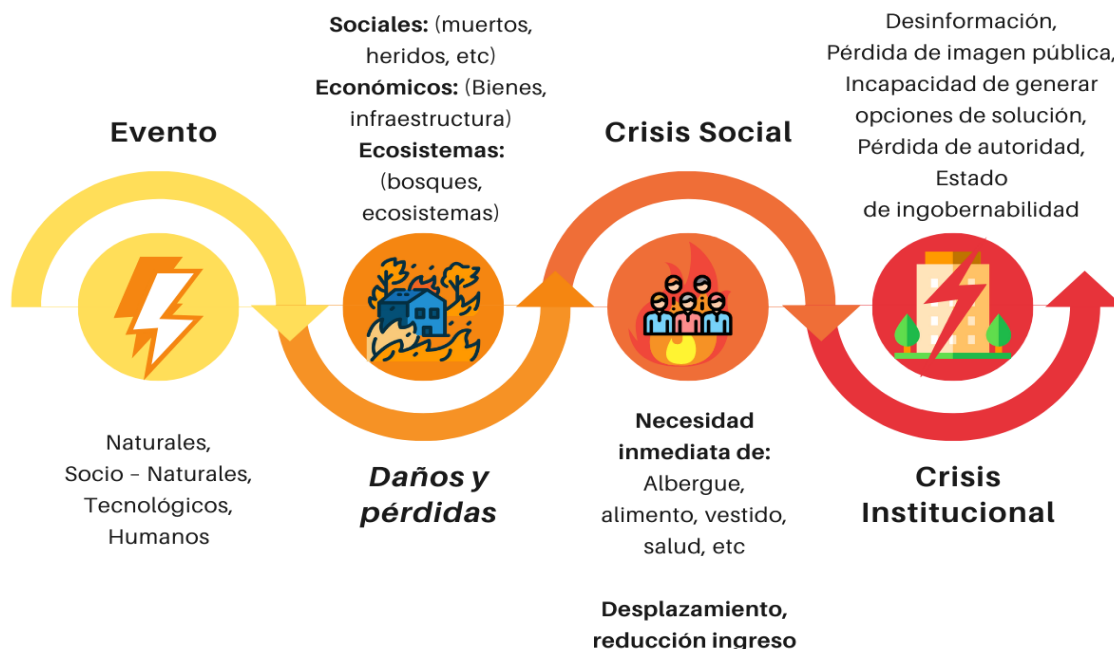 Evento
Naturales,
Socio – Naturales,
Tecnológicos,
Humanos
Sociales: (muertos,
heridos, etc)
Económicos: (Bienes,
infraestructura)
Ecosistemas:
(bosques,
ecosistemas)
Daños y
pérdidas
Crisis Social
Necesidad
inmediata de:
Albergue,
alimento, vestido,
salud, etc
Desplazamiento,
reducción ingreso
Desinformación,
Pérdida de imagen pública,
Incapacidad de generar
opciones de solución,
Pérdida de autoridad,
Estado
de ingobernabilidad
Crisis
Institucional